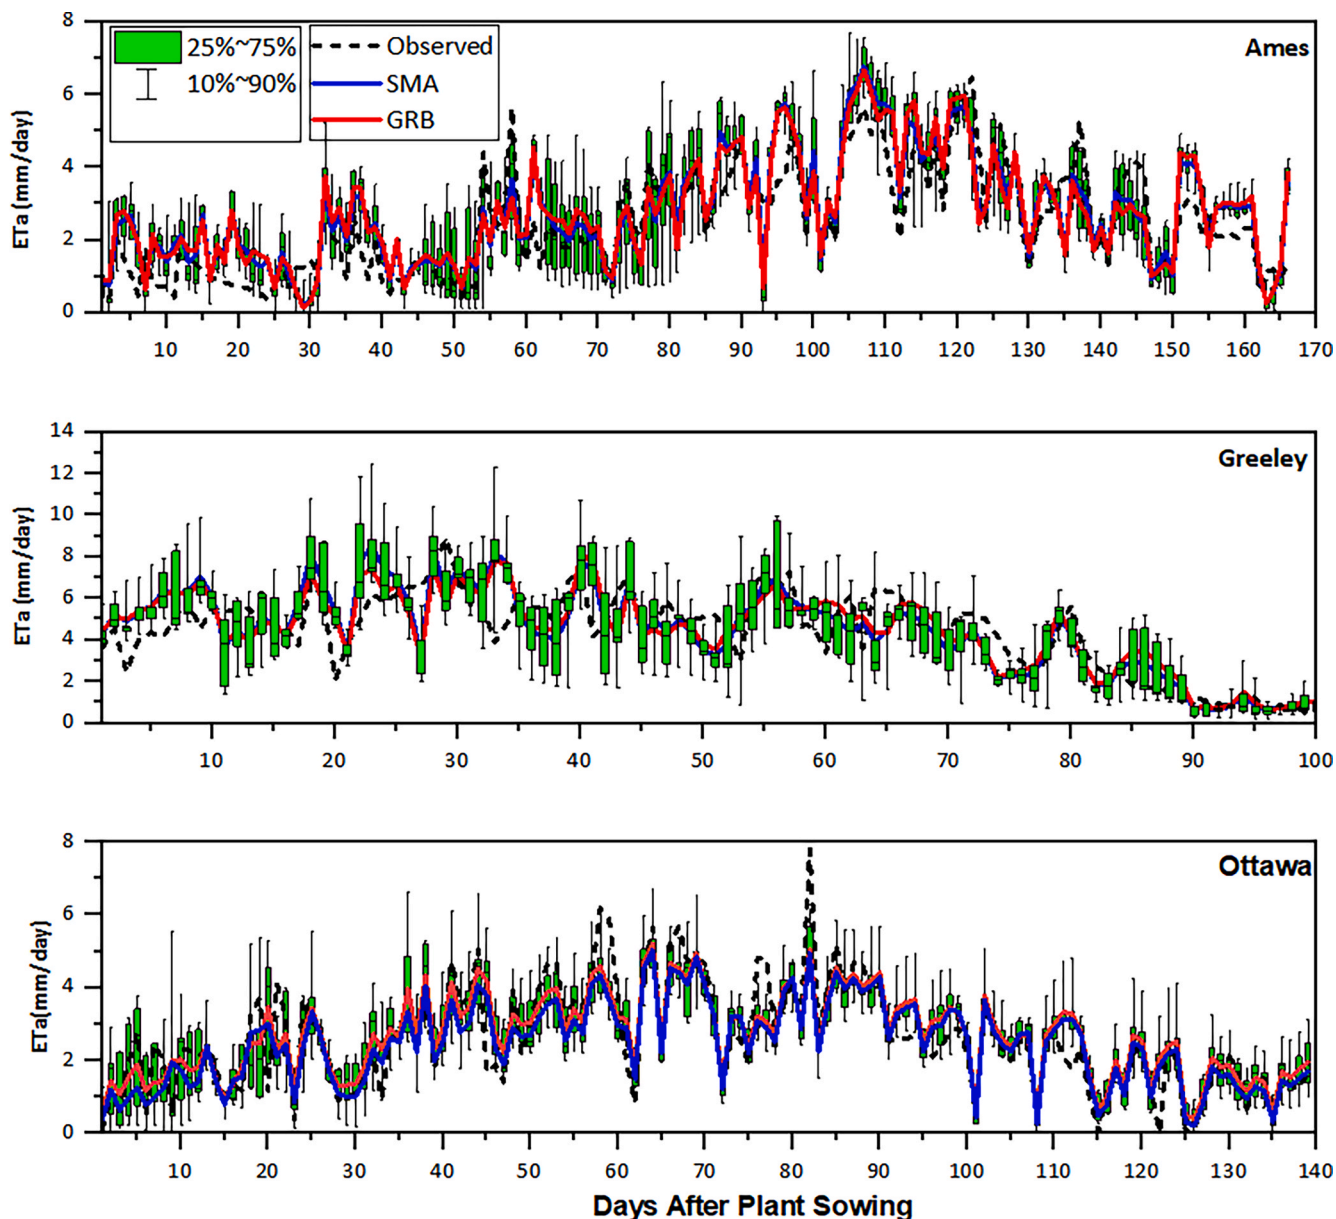 8
6
4
2
0
ETa (mm/day)
25%~75%
10%~90%
Observed
SMA
GRB
Ames
10 20 30 40 50 60 70 80 90 100 110 120 130 140 150 160 170
14
12
10
8
6
4
2
0
ETa (mm/day)
Greeley
10 20 30 40 50 60 70 80 90 100
8
6
4
2
0
ETa(mm/day)
Ottawa
10 20 30 40 50 60 70 80 90 100 110 120 130 140
Days After Plant Sowing